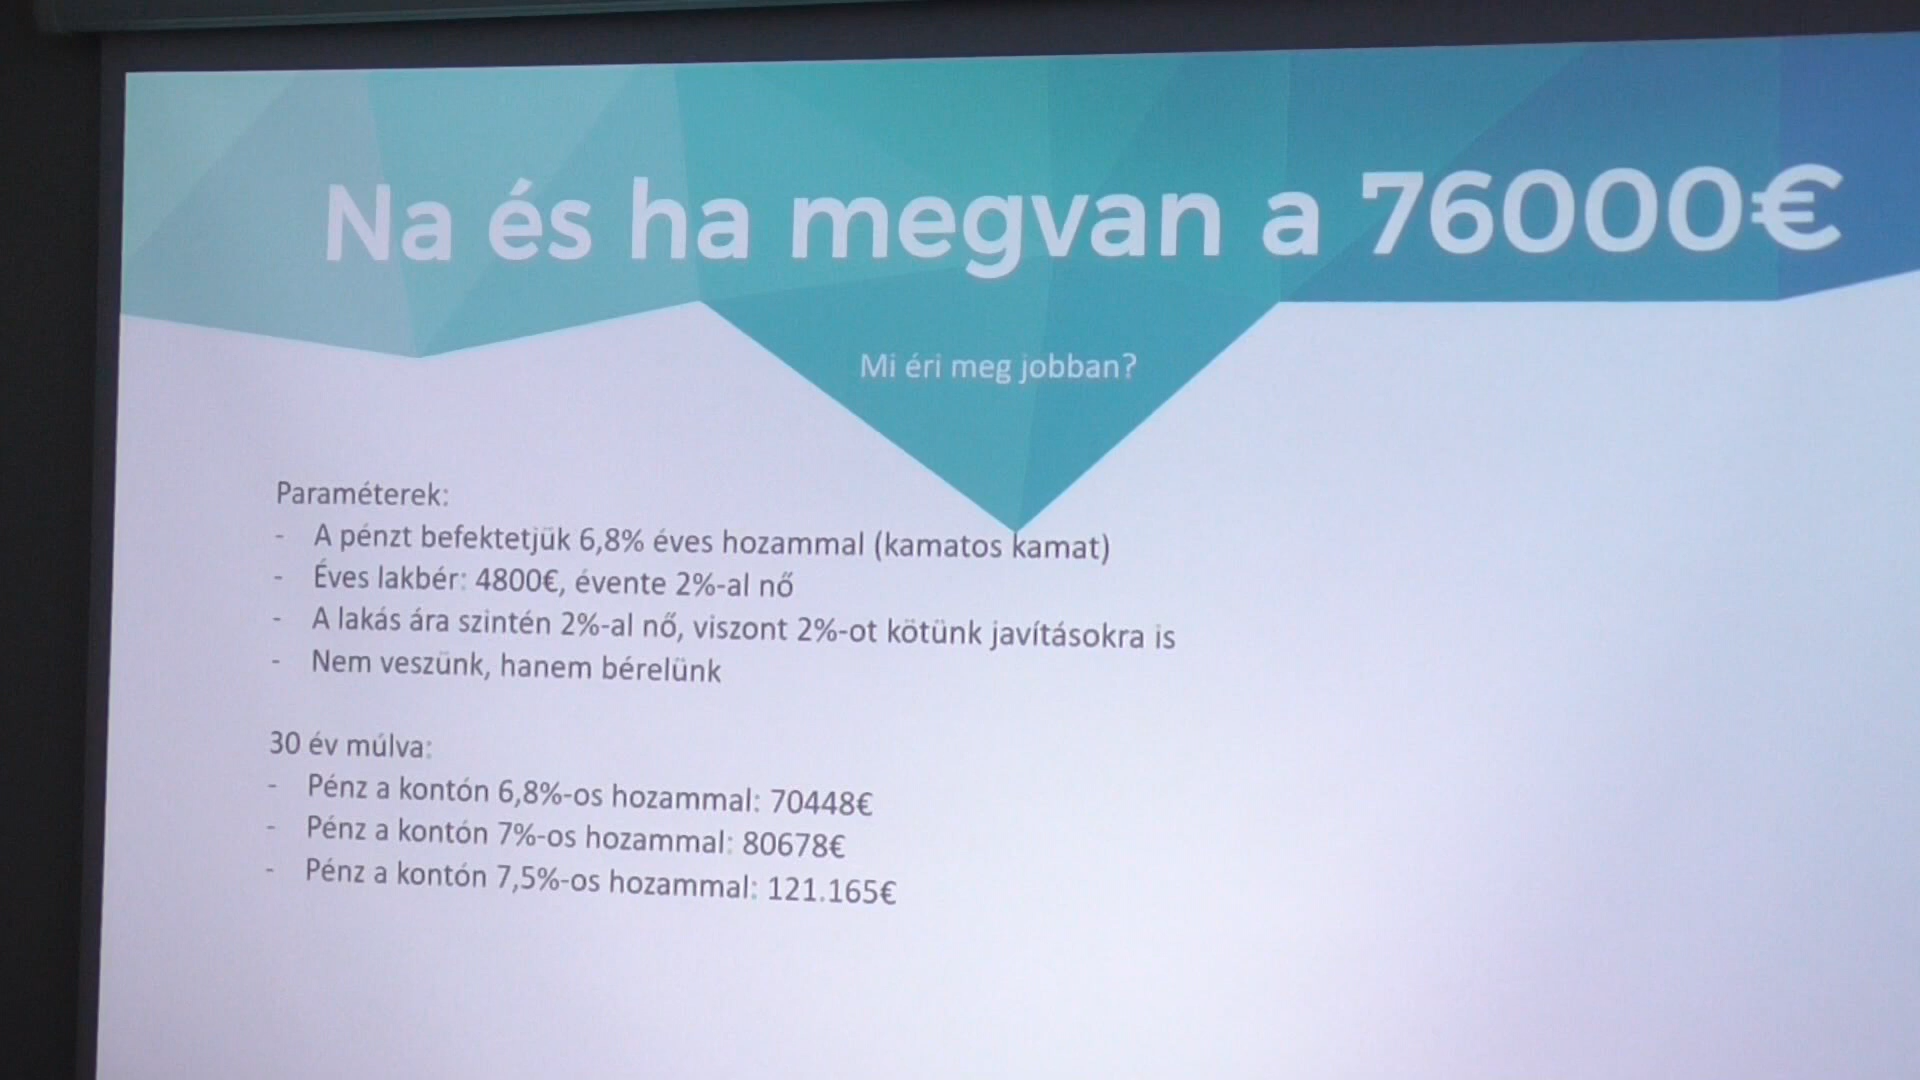 Na és ha megvan a 76000€
Mi éri meg jobban?
Paraméterek:
- A pénzt befektetjük 6,8% éves hozammal (kamatos kamat)
- Éves lakbér: 4800€, évente 2%-al nő
- A lakás ára szintén 2%-al nő, viszont 2%-ot kötünk javításokra is
- Nem veszünk, hanem bérelünk
30 év múlva:
- Pénz a kontón 6,8%-os hozammal: 70448€
- Pénz a kontón 7%-os hozammal: 80678€
- Pénz a kontón 7,5%-os hozammal: 121.165€